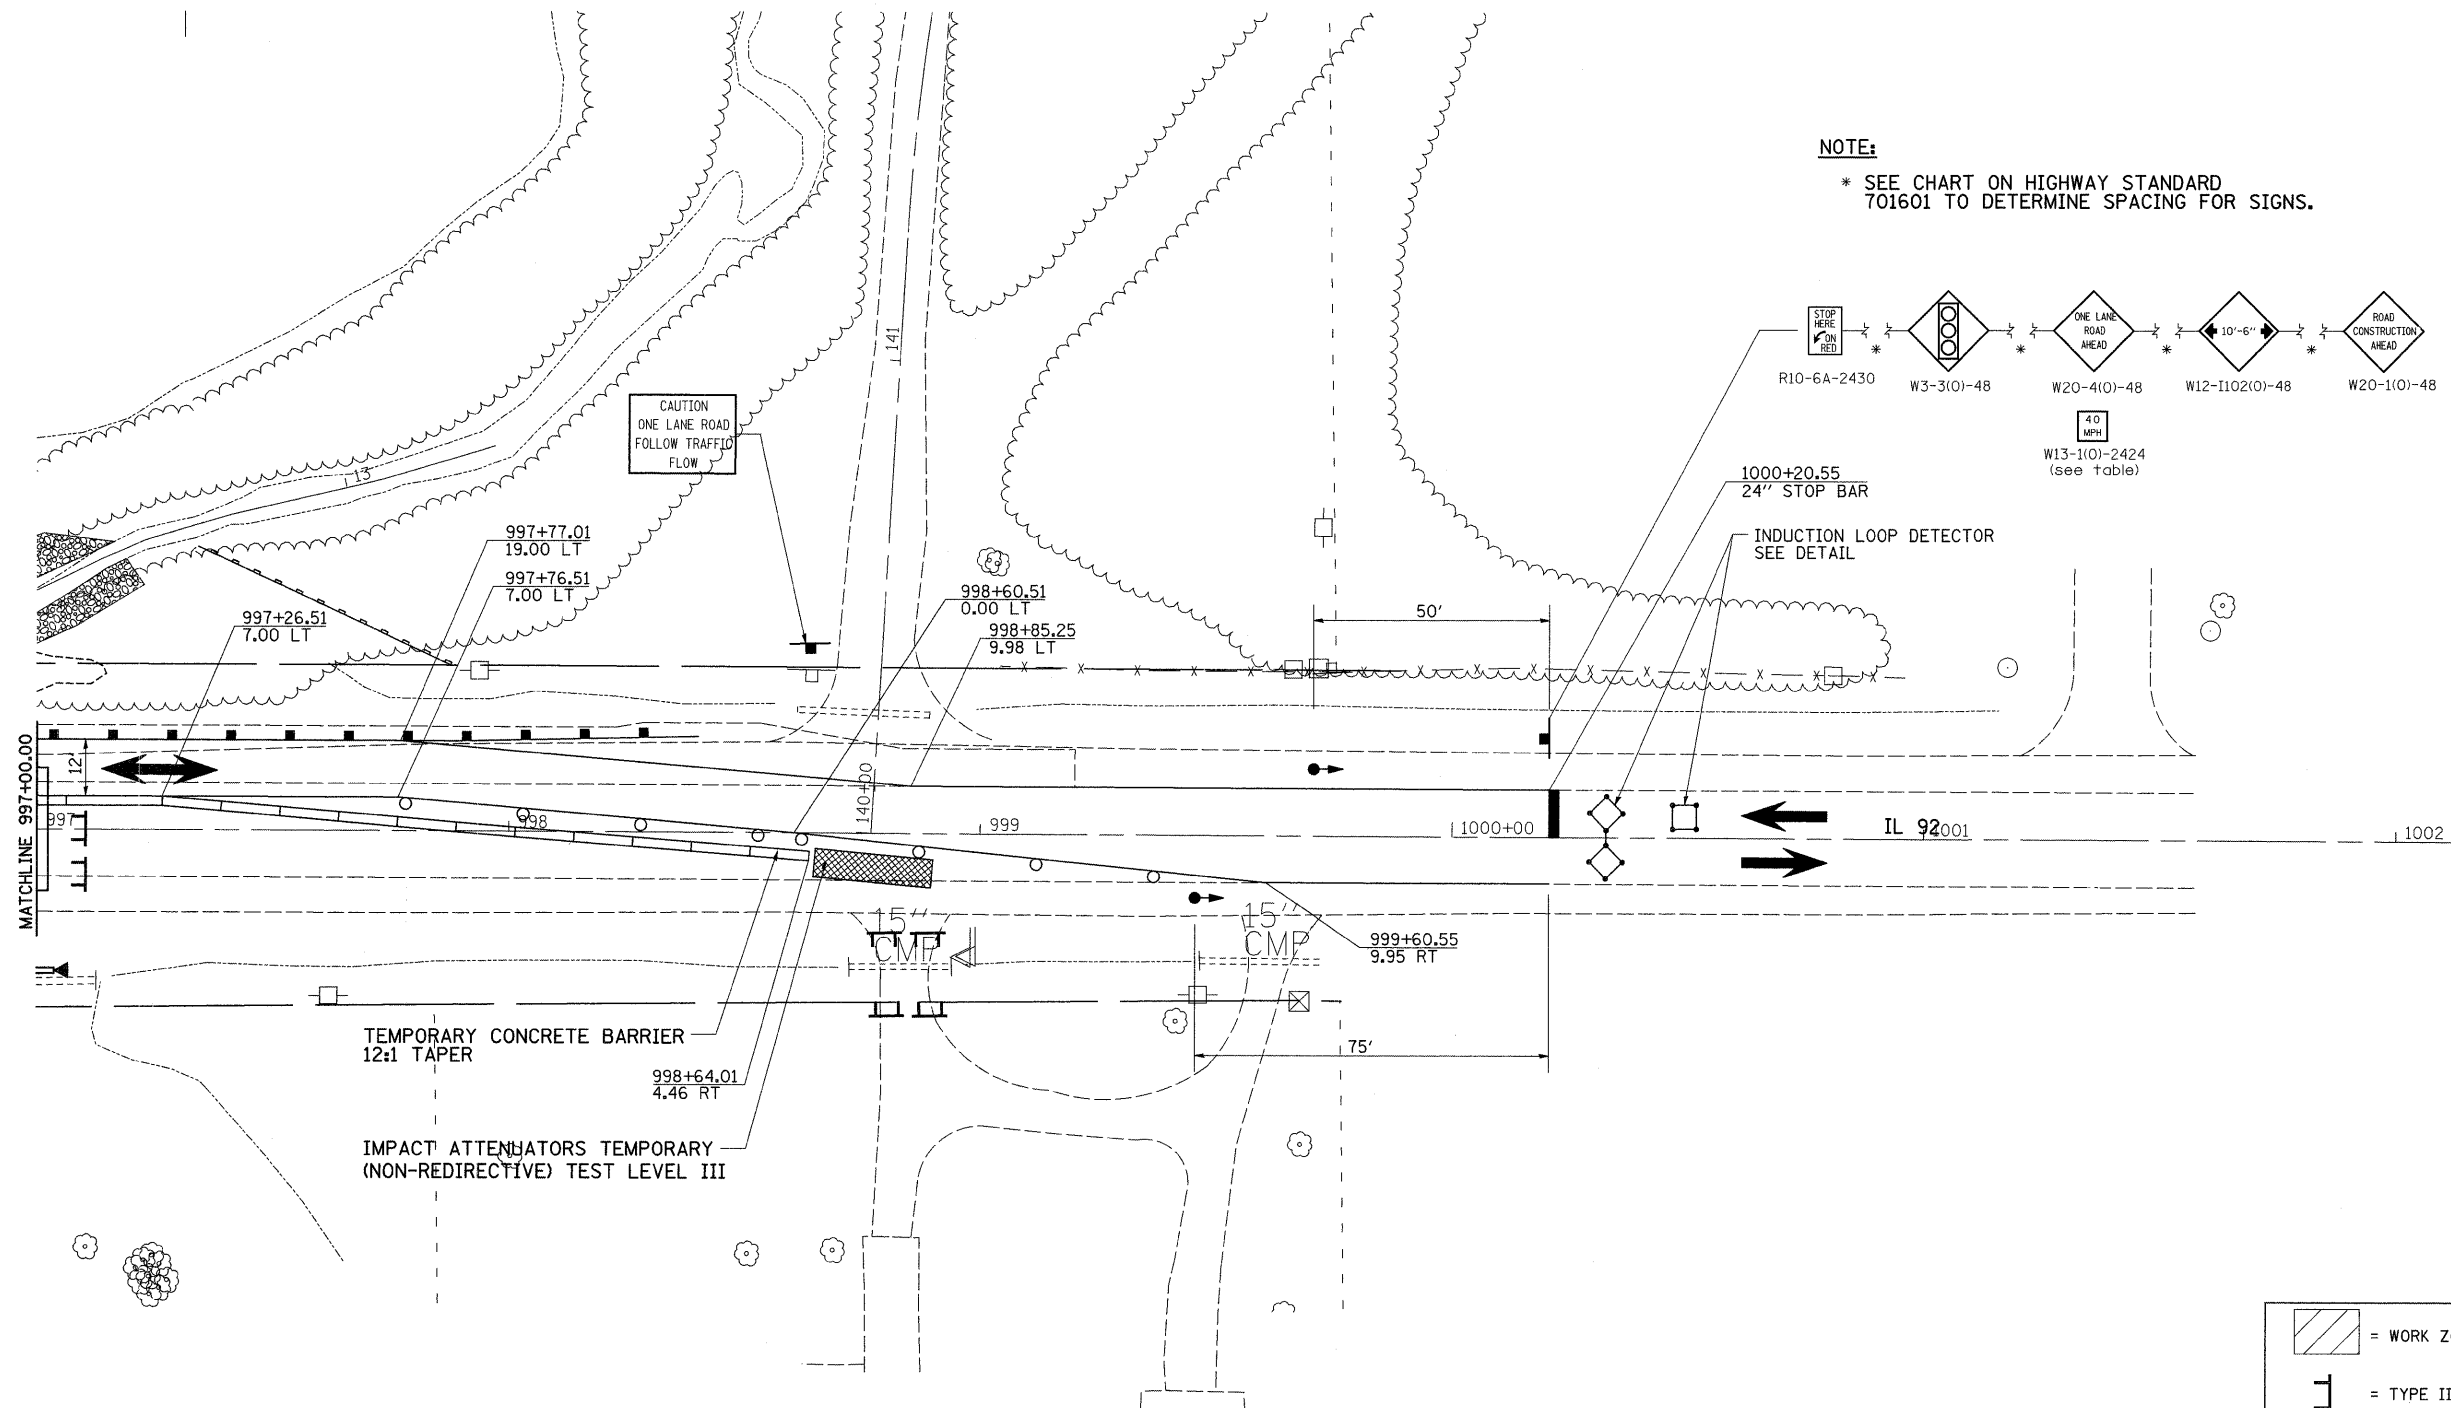 NOTE:
* SEE CHART ON HIGHWAY STANDARD
701601 TO DETERMINE SPACING FOR SIGNS.
STOP
HERE
ON
RED
R10-6A-2430
*
W3-3(O)-48
*
ONE LANE
ROAD
AHEAD
W20-4(O)-48
*
10'-6"
W12-I102(O)-48
*
ROAD
CONSTRUCTION
AHEAD
W20-1(O)-48
40
MPH
W13-1(O)-2424
(see table)
141
CAUTION
ONE LANE ROAD
FOLLOW TRAFFIC
FLOW
13
1000+20.55
24" STOP BAR
INDUCTION LOOP DETECTOR
SEE DETAIL
997+77.01
19.00 LT
997+76.51
7.00 LT
997+26.51
7.00 LT
998+60.51
0.00 LT
998+85.25
9.98 LT
50'
MATCHLINE 997+00.00
12'
997
998
140+00
999
1000+00
IL 92
1001
1002
15"
CMP
15"
CMP
999+60.55
9.95 RT
TEMPORARY CONCRETE BARRIER
12:1 TAPER
75'
998+64.01
4.46 RT
IMPACT ATTENUATORS TEMPORARY
(NON-REDIRECTIVE) TEST LEVEL III
= WORK Z
= TYPE II